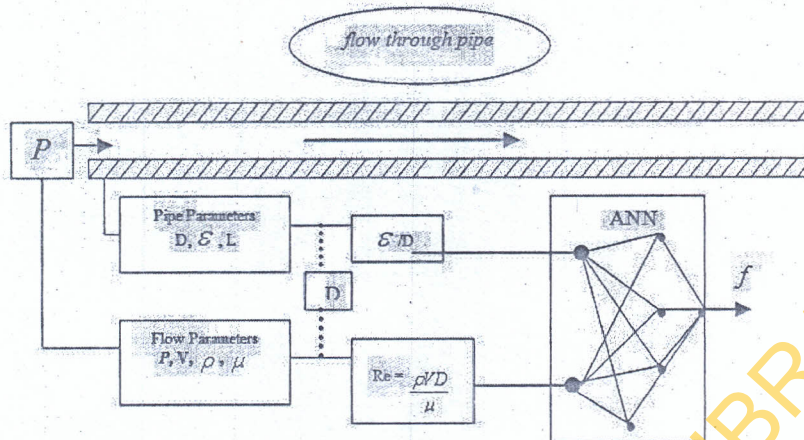 flow through pipe
P
Pipe Parameters
D, ℰ, L
ℰ/D
D
Flow Parameters
P, V, ρ, μ
Re = ρVD/μ
ANN
f